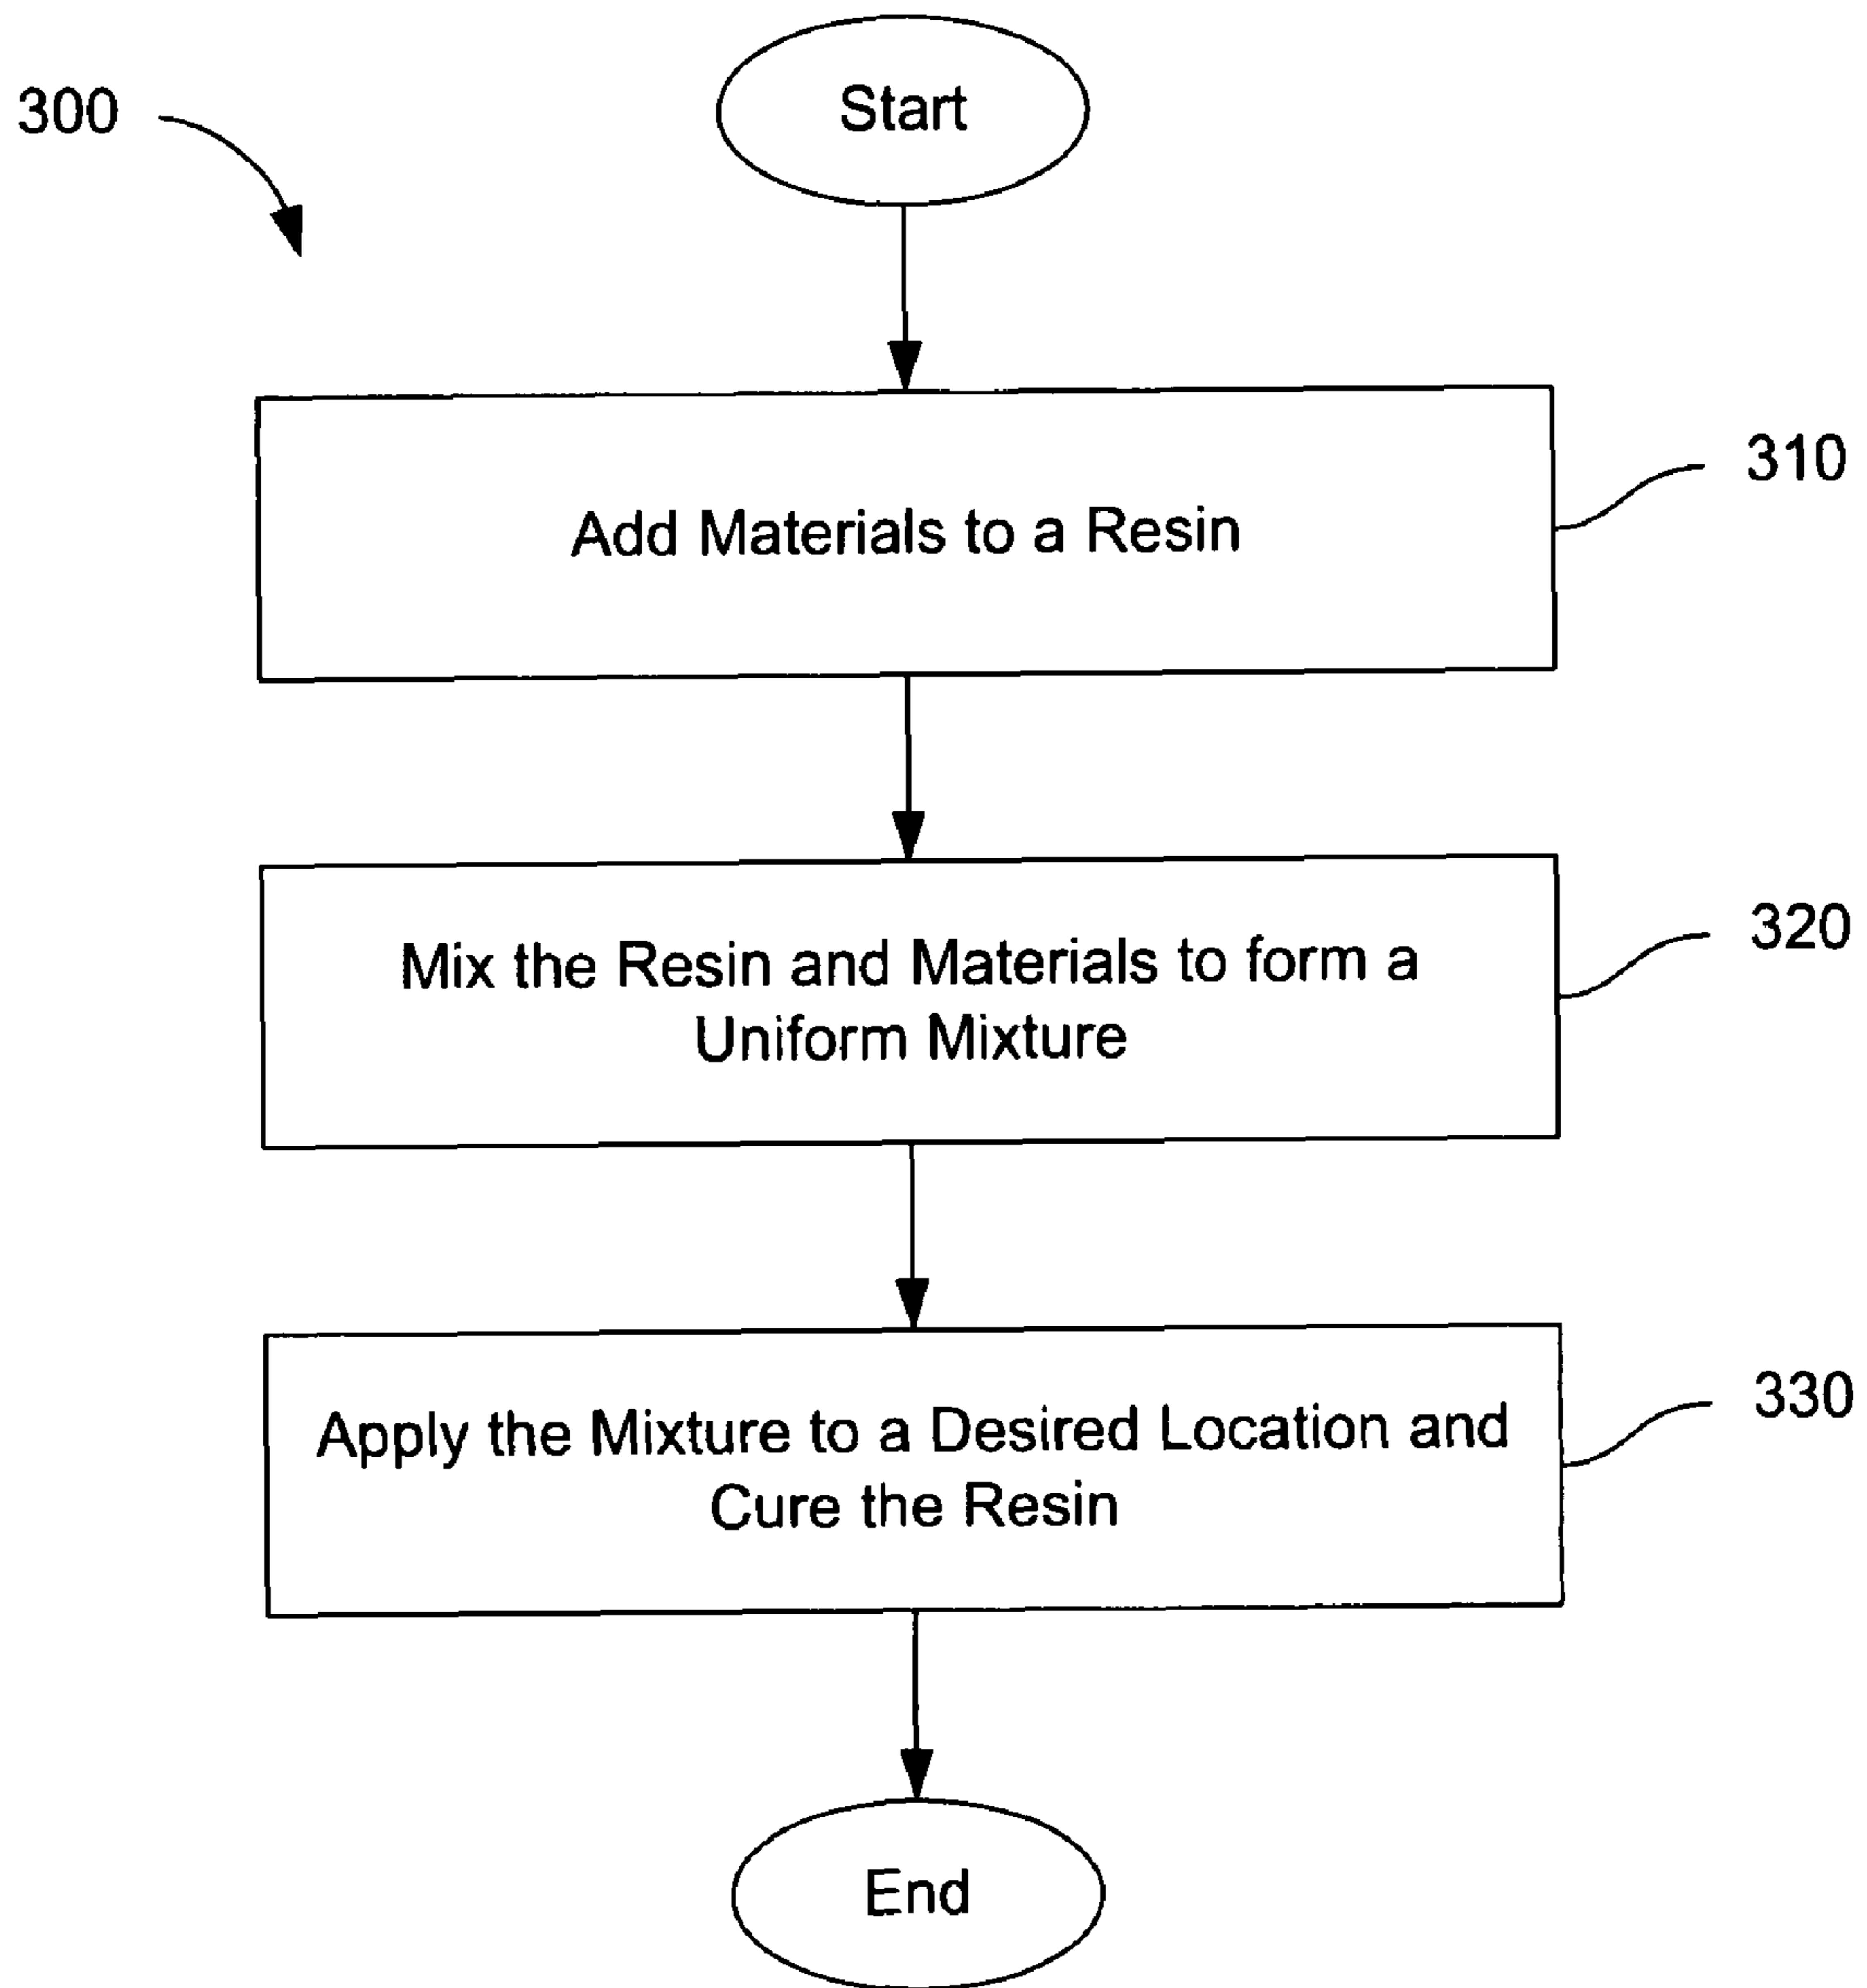 Start
300
Add Materials to a Resin
310
Mix the Resin and Materials to form a
Uniform Mixture
320
Apply the Mixture to a Desired Location and
Cure the Resin
330
End